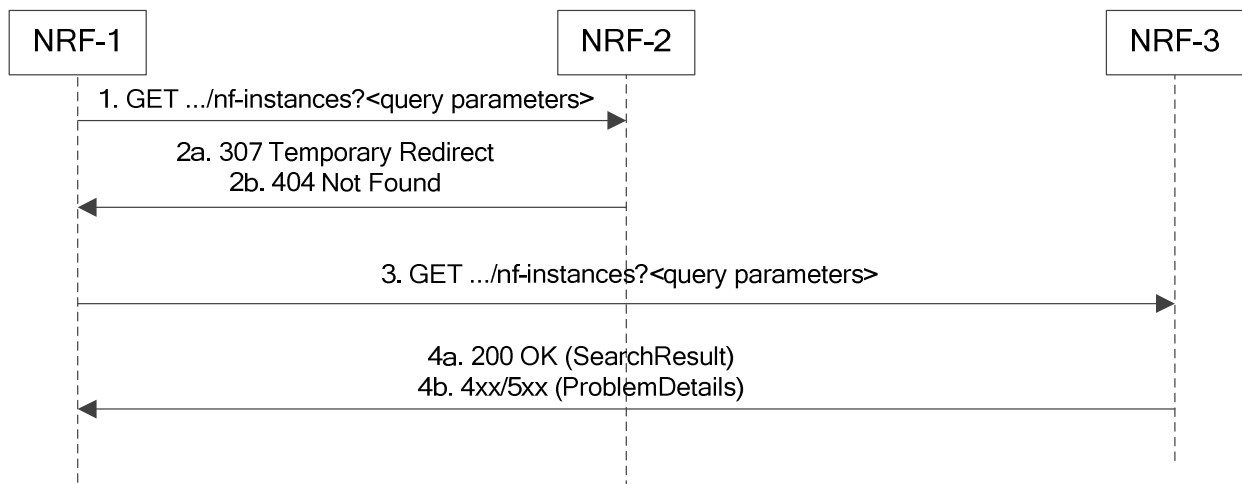 NRF-1
NRF-2
NRF-3
1. GET .../nf-instances?<query parameters>
2a. 307 Temporary Redirect
2b. 404 Not Found
3. GET .../nf-instances?<query parameters>
4a. 200 OK (SearchResult)
4b. 4xx/5xx (ProblemDetails)